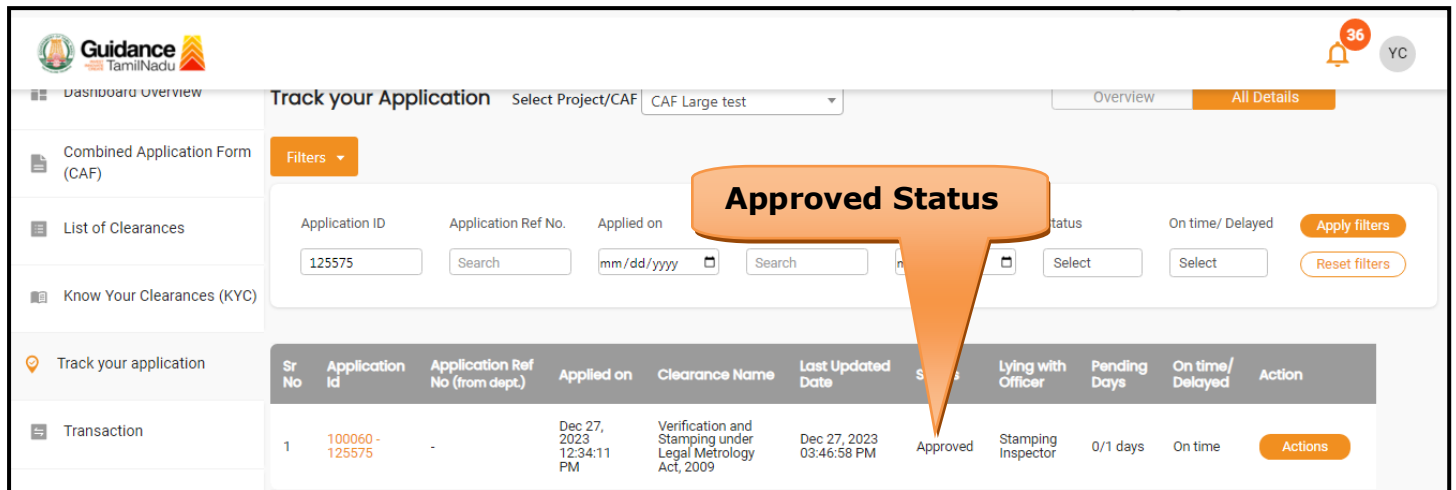 Guidance
TamilNadu
36
YC
Dashboard Overview
Track your Application
Select Project/CAF
CAF Large test
Overview
All Details
Combined Application Form
(CAF)
Filters
Approved Status
List of Clearances
Application ID
Application Ref No.
Applied on
tatus
On time/ Delayed
Apply filters
125575
Search
mm/dd/yyyy
Search
Select
Select
Reset filters
Know Your Clearances (KYC)
Track your application
Sr
No
Application
Id
Application Ref
No (from dept.)
Applied on
Clearance Name
Last Updated
Date
Lying with
Officer
Pending
Days
On time/
Delayed
Action
Transaction
1
100060 -
125575
-
Dec 27,
2023
12:34:11
PM
Verification and
Stamping under
Legal Metrology
Act, 2009
Dec 27, 2023
03:46:58 PM
Approved
Stamping
Inspector
0/1 days
On time
Actions